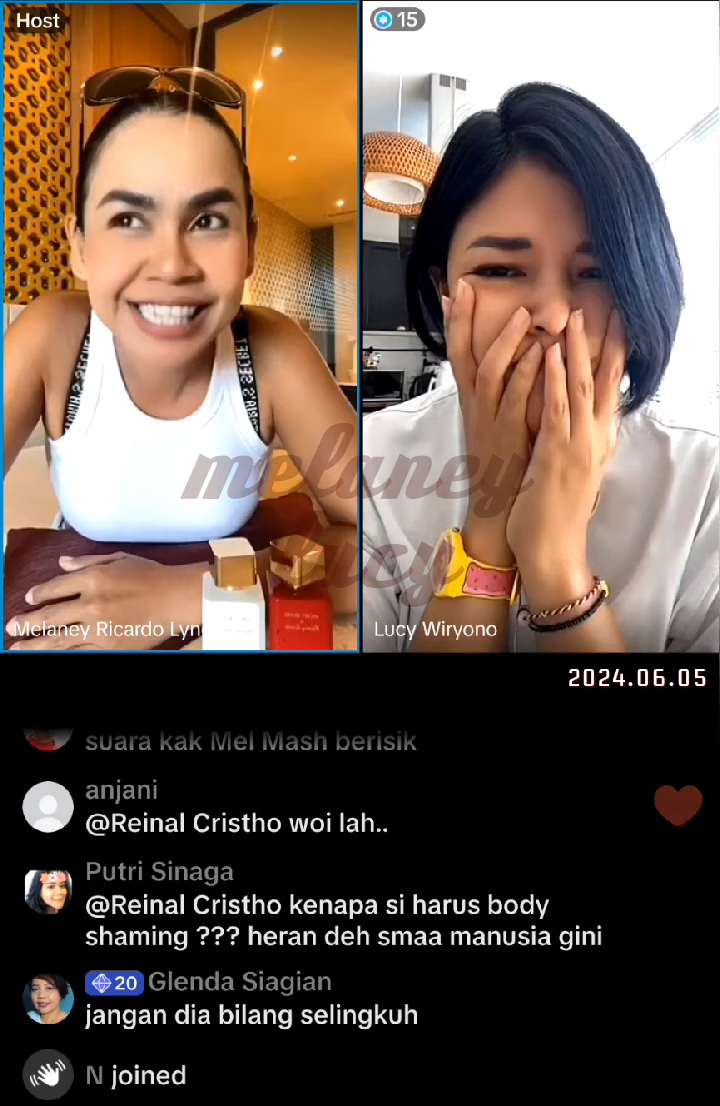 Host
15
melaney
lucy
Melaney Ricardo Lyn
Lucy Wiryono
2024.06.05
suara kak Mel Mash berisik
anjani
@Reinal Cristho woi lah..
Putri Sinaga
@Reinal Cristho kenapa si harus body
shaming ??? heran deh smaa manusia gini
20 Glenda Siagian
jangan dia bilang selingkuh
N joined